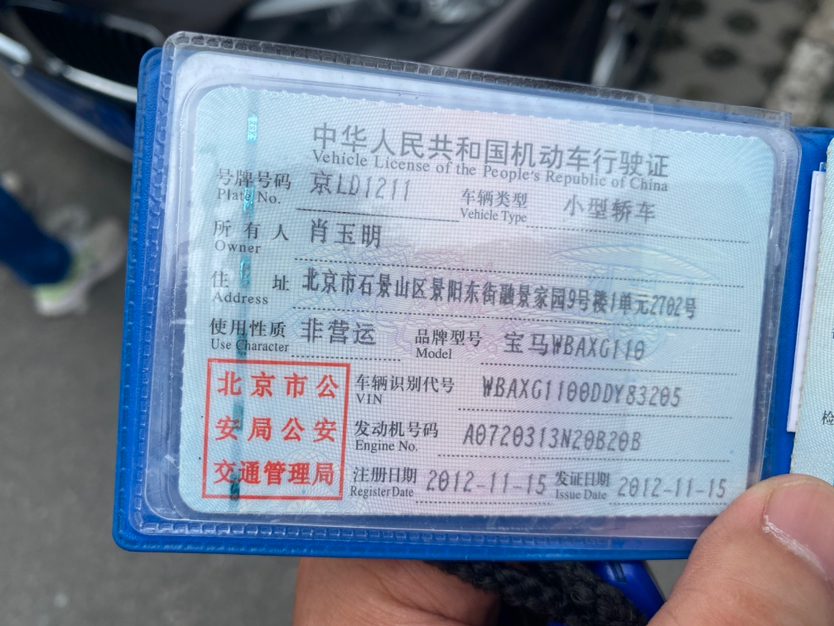 中华人民共和国机动车行驶证
Vehicle License of the People's Republic of China
号牌号码 京LD1211 车辆类型 小型轿车
Plate No. Vehicle Type
所有人 肖玉明
Owner
住址 北京市石景山区景阳东街融景家园9号楼1单元2702号
Address
使用性质 非营运 品牌型号 宝马WBAXG110
Use Character Model
北京市公安局公安交通管理局
车辆识别代号 WBAXG1100DDY83205
VIN
发动机号码 A0720313N20B20B
Engine No.
注册日期 2012-11-15 发证日期 2012-11-15
Register Date Issue Date
检